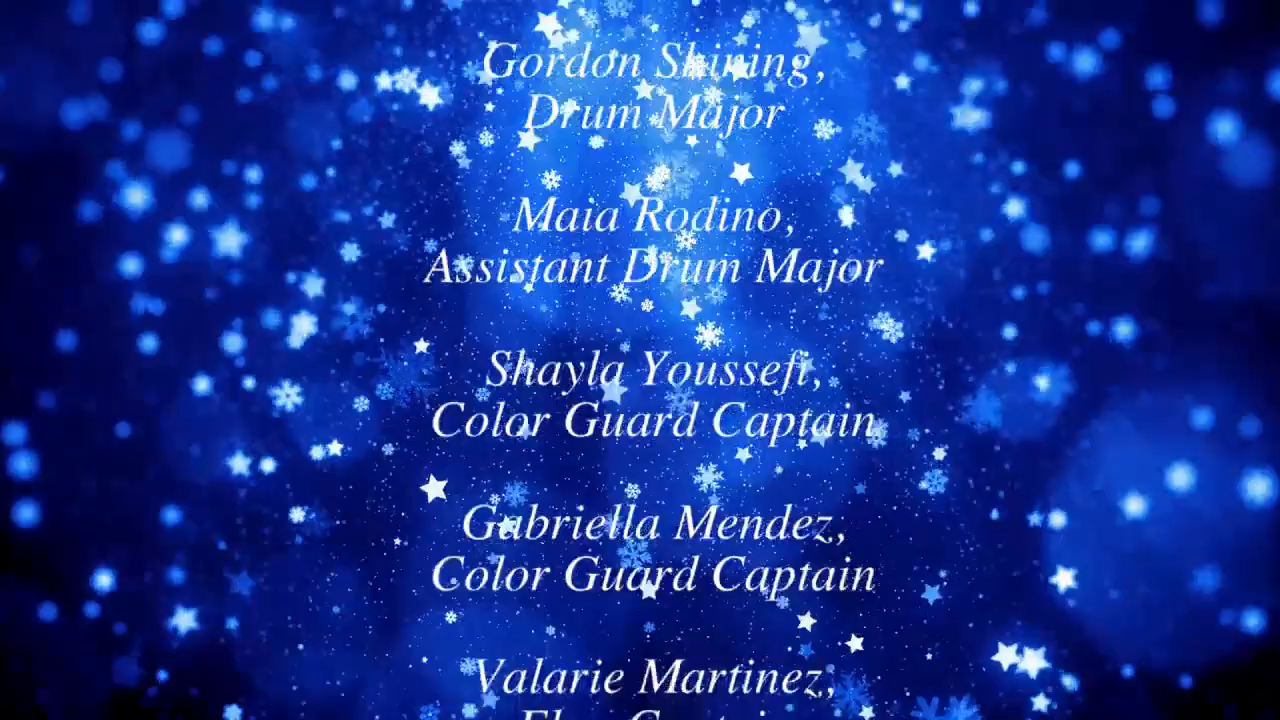 Gordon Shining,
Drum Major
Maia Rodino,
Assistant Drum Major
Shayla Youssefi,
Color Guard Captain
Gabriella Mendez,
Color Guard Captain
Valarie Martinez,